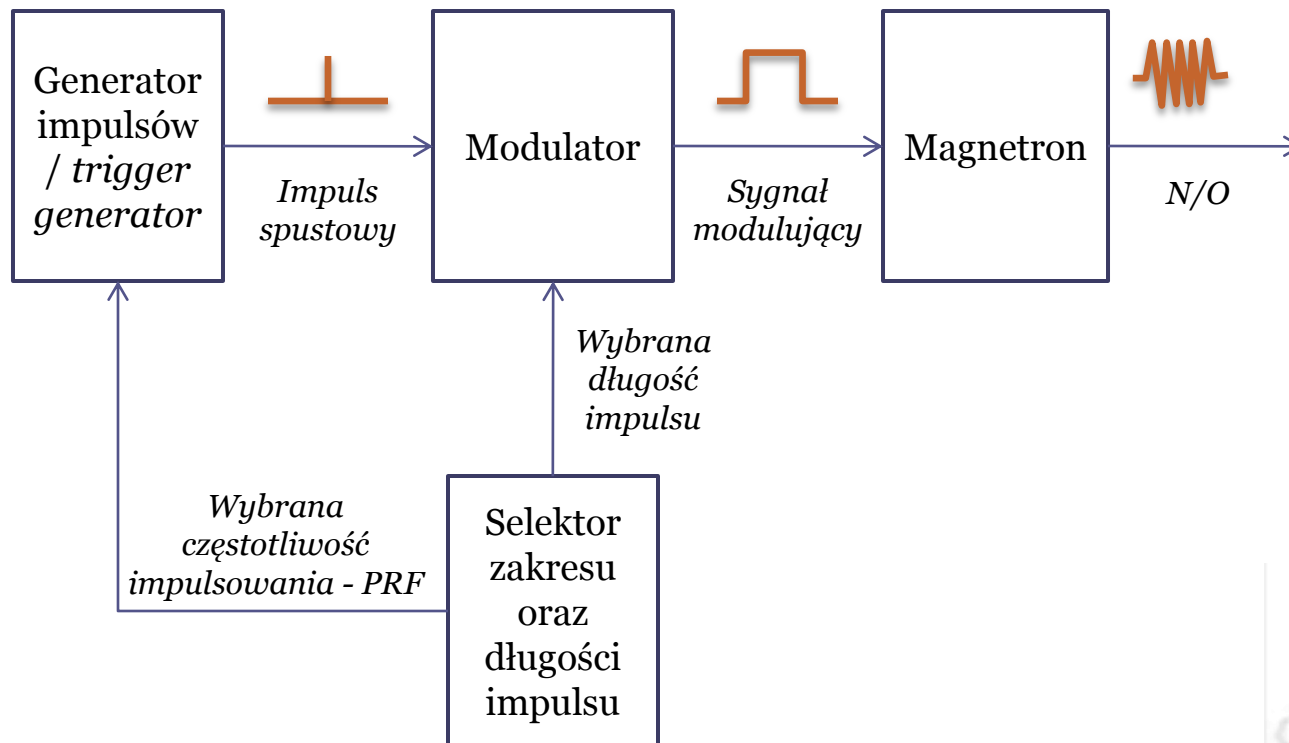 Generator
impulsów
/ trigger
generator
Impuls
spustowy
Modulator
Sygnał
modulujący
Magnetron
N/O
Wybrana
długość
impulsu
Wybrana
częstotliwość
impulsowania - PRF
Selektor
zakresu
oraz
długości
impulsu